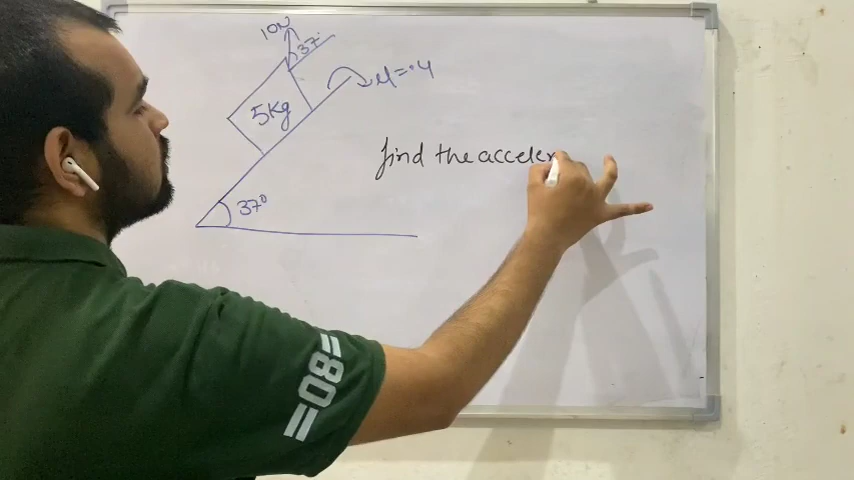 10N
37°
μ=·4
5kg
find the acceler
37°
=08=